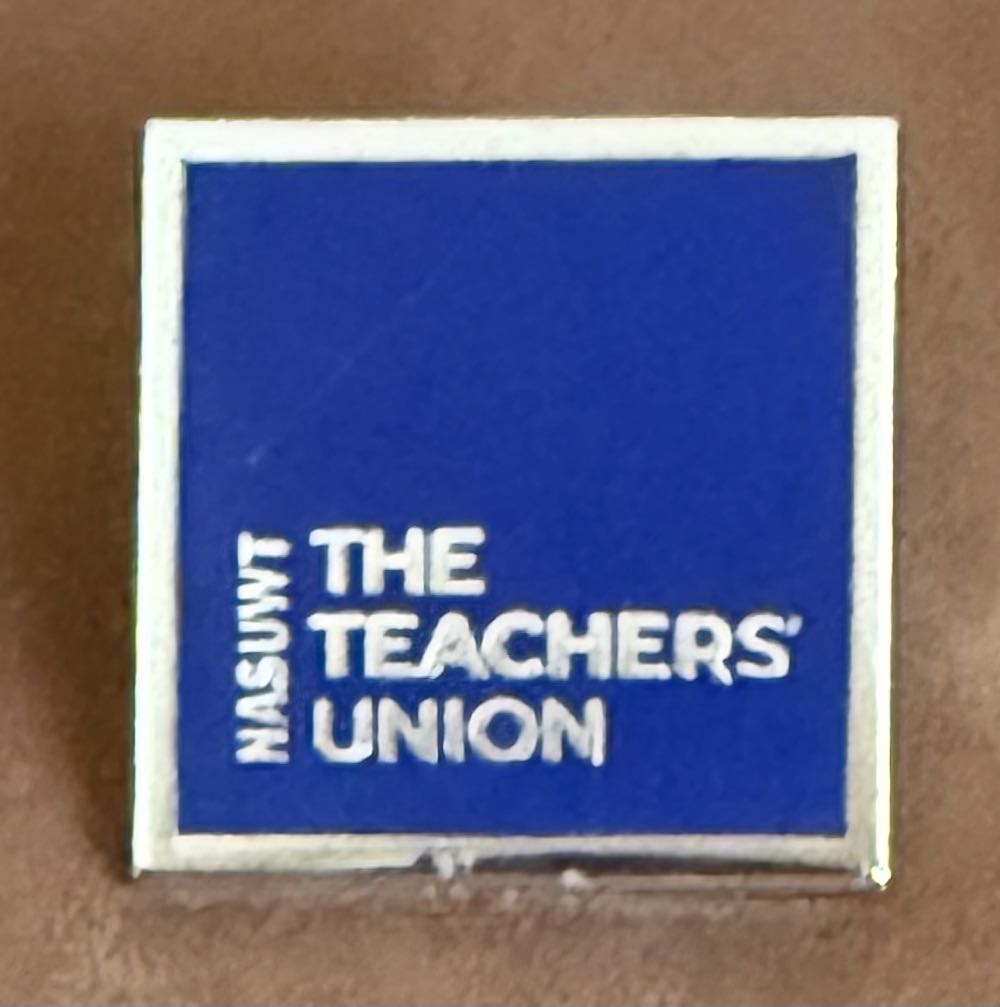 NASUWT
THE
TEACHERS'
UNION